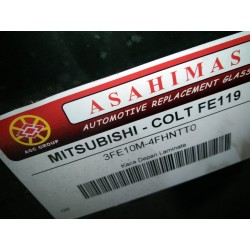 ASAHIMAS
AUTOMOTIVE REPLACEMENT GLASS
AGC GROUP
MITSUBISHI - COLT FE119
3FE10M-4FHNTT0
Kaca Depan Laminate